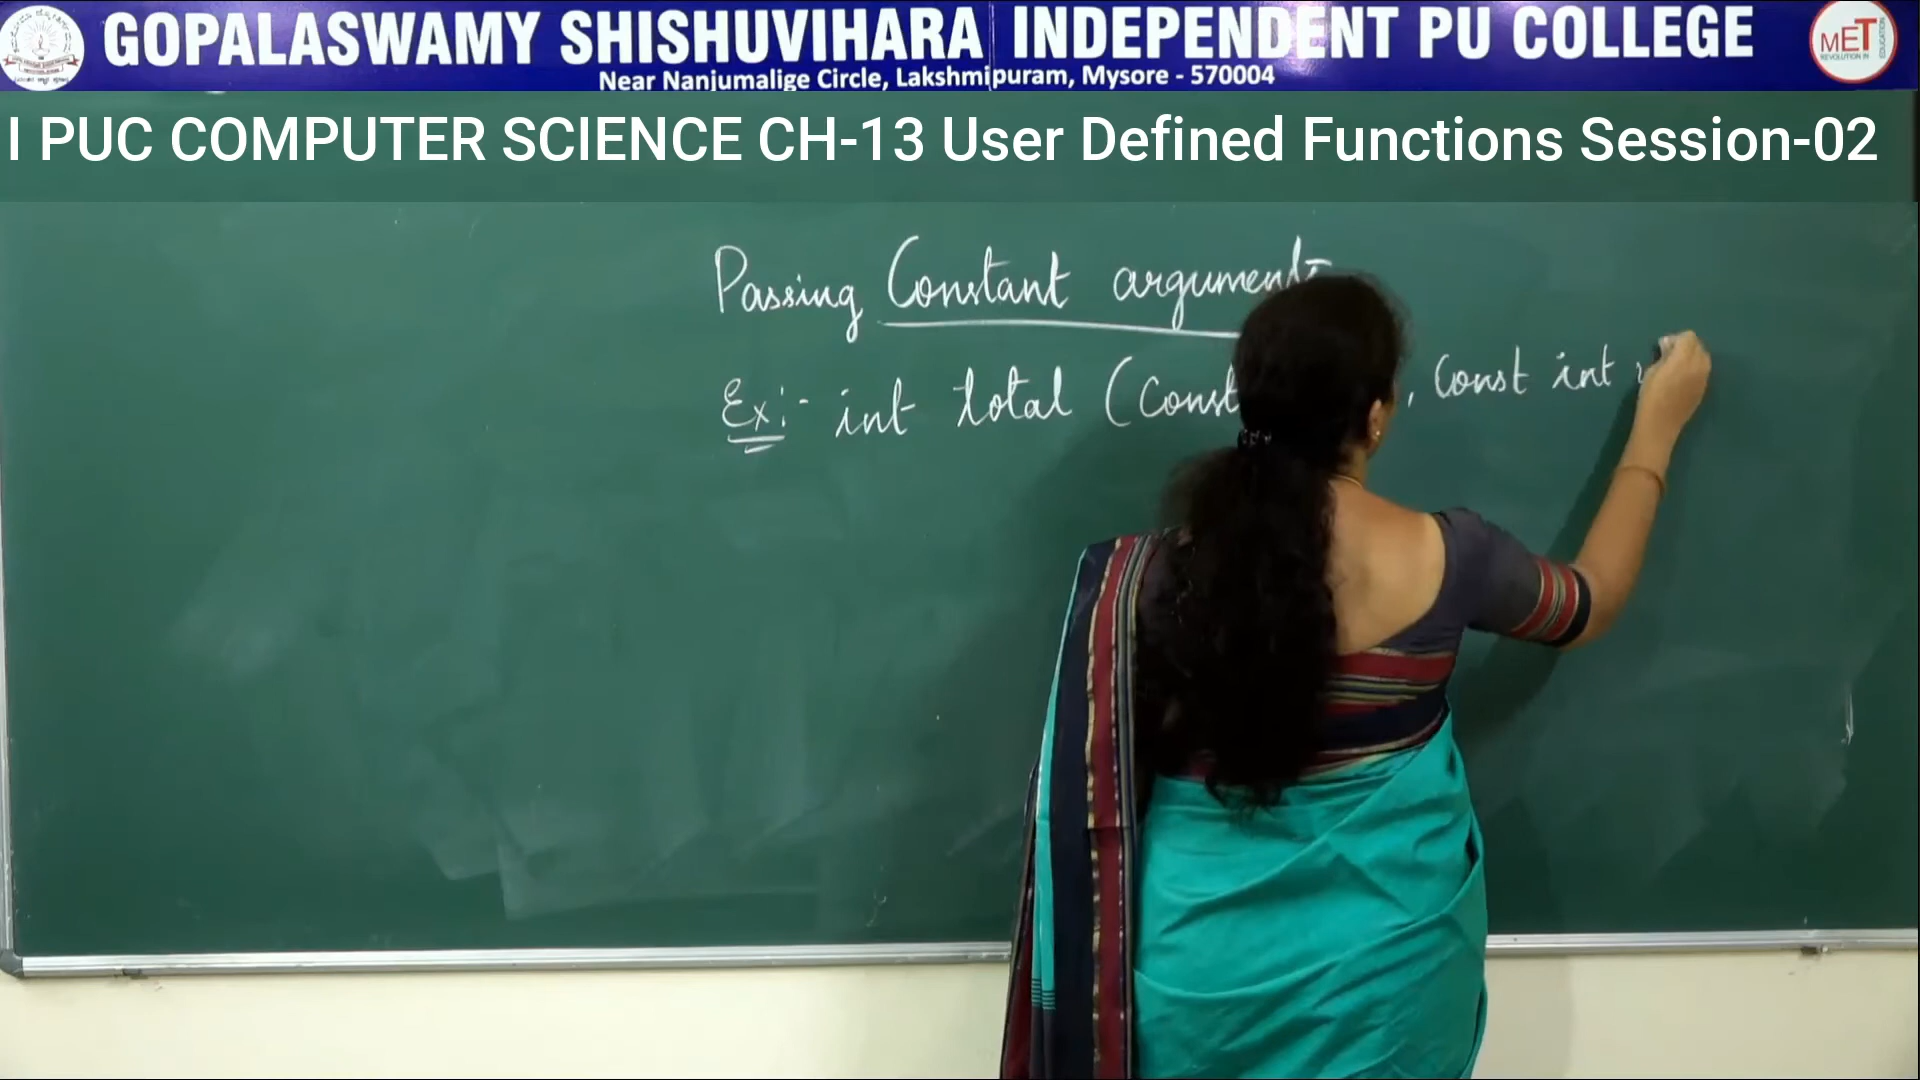 GOPALASWAMY SHISHUVIHARA INDEPENDENT PU COLLEGE
Near Nanjumalige Circle, Lakshmipuram, Mysore - 570004
MET
I PUC COMPUTER SCIENCE CH-13 User Defined Functions Session-02
Passing Constant arguments
Ex:- int total (Const , Const int